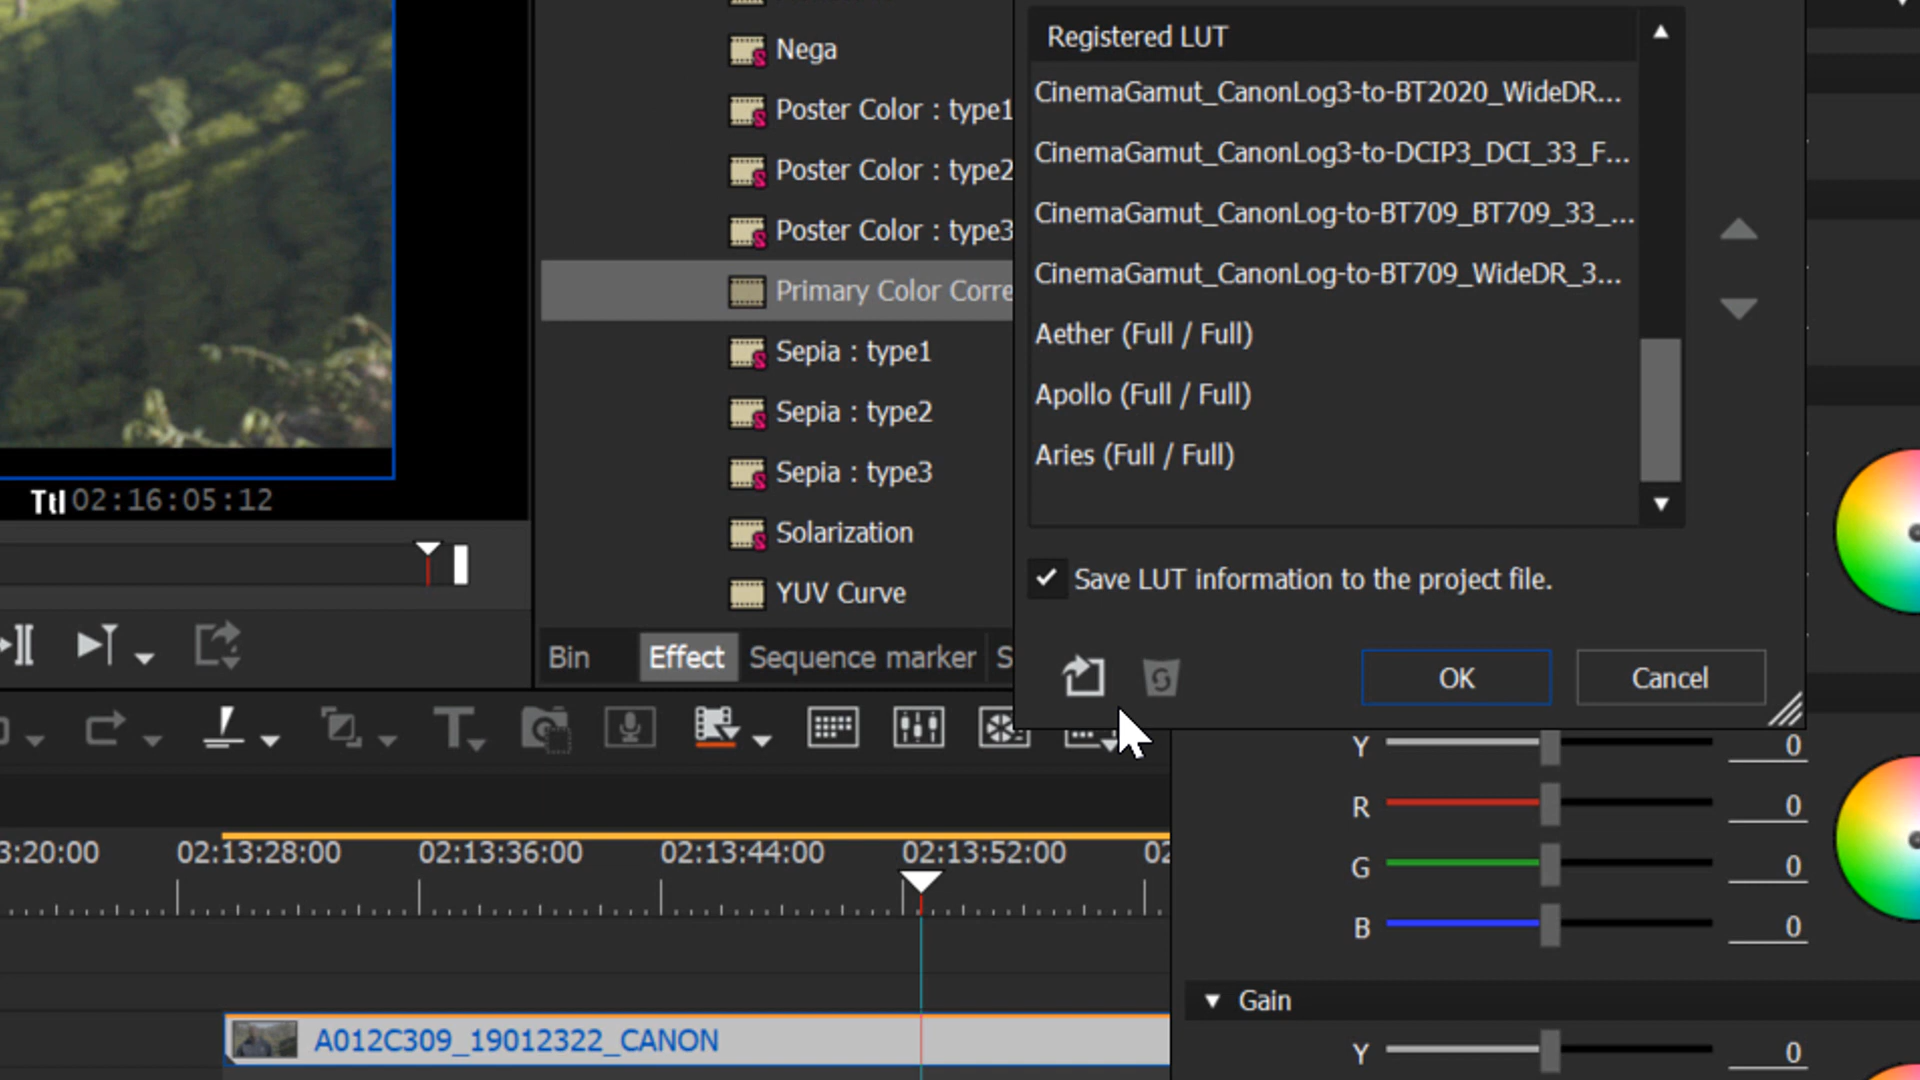 Nega
Poster Color : type1
Poster Color : type2
Poster Color : type3
Primary Color Corre
Sepia : type1
Sepia : type2
Sepia : type3
Solarization
YUV Curve
Bin
Effect
Sequence marker
S
Registered LUT
CinemaGamut_CanonLog3-to-BT2020_WideDR...
CinemaGamut_CanonLog3-to-DCIP3_DCI_33_F...
CinemaGamut_CanonLog-to-BT709_BT709_33_...
CinemaGamut_CanonLog-to-BT709_WideDR_3...
Aether (Full / Full)
Apollo (Full / Full)
Aries (Full / Full)
Save LUT information to the project file.
OK
Cancel
Ttl 02:16:05:12
3:20:00
02:13:28:00
02:13:36:00
02:13:44:00
02:13:52:00
02
A012C309_19012322_CANON
Y 0
R 0
G 0
B 0
Gain
Y 0